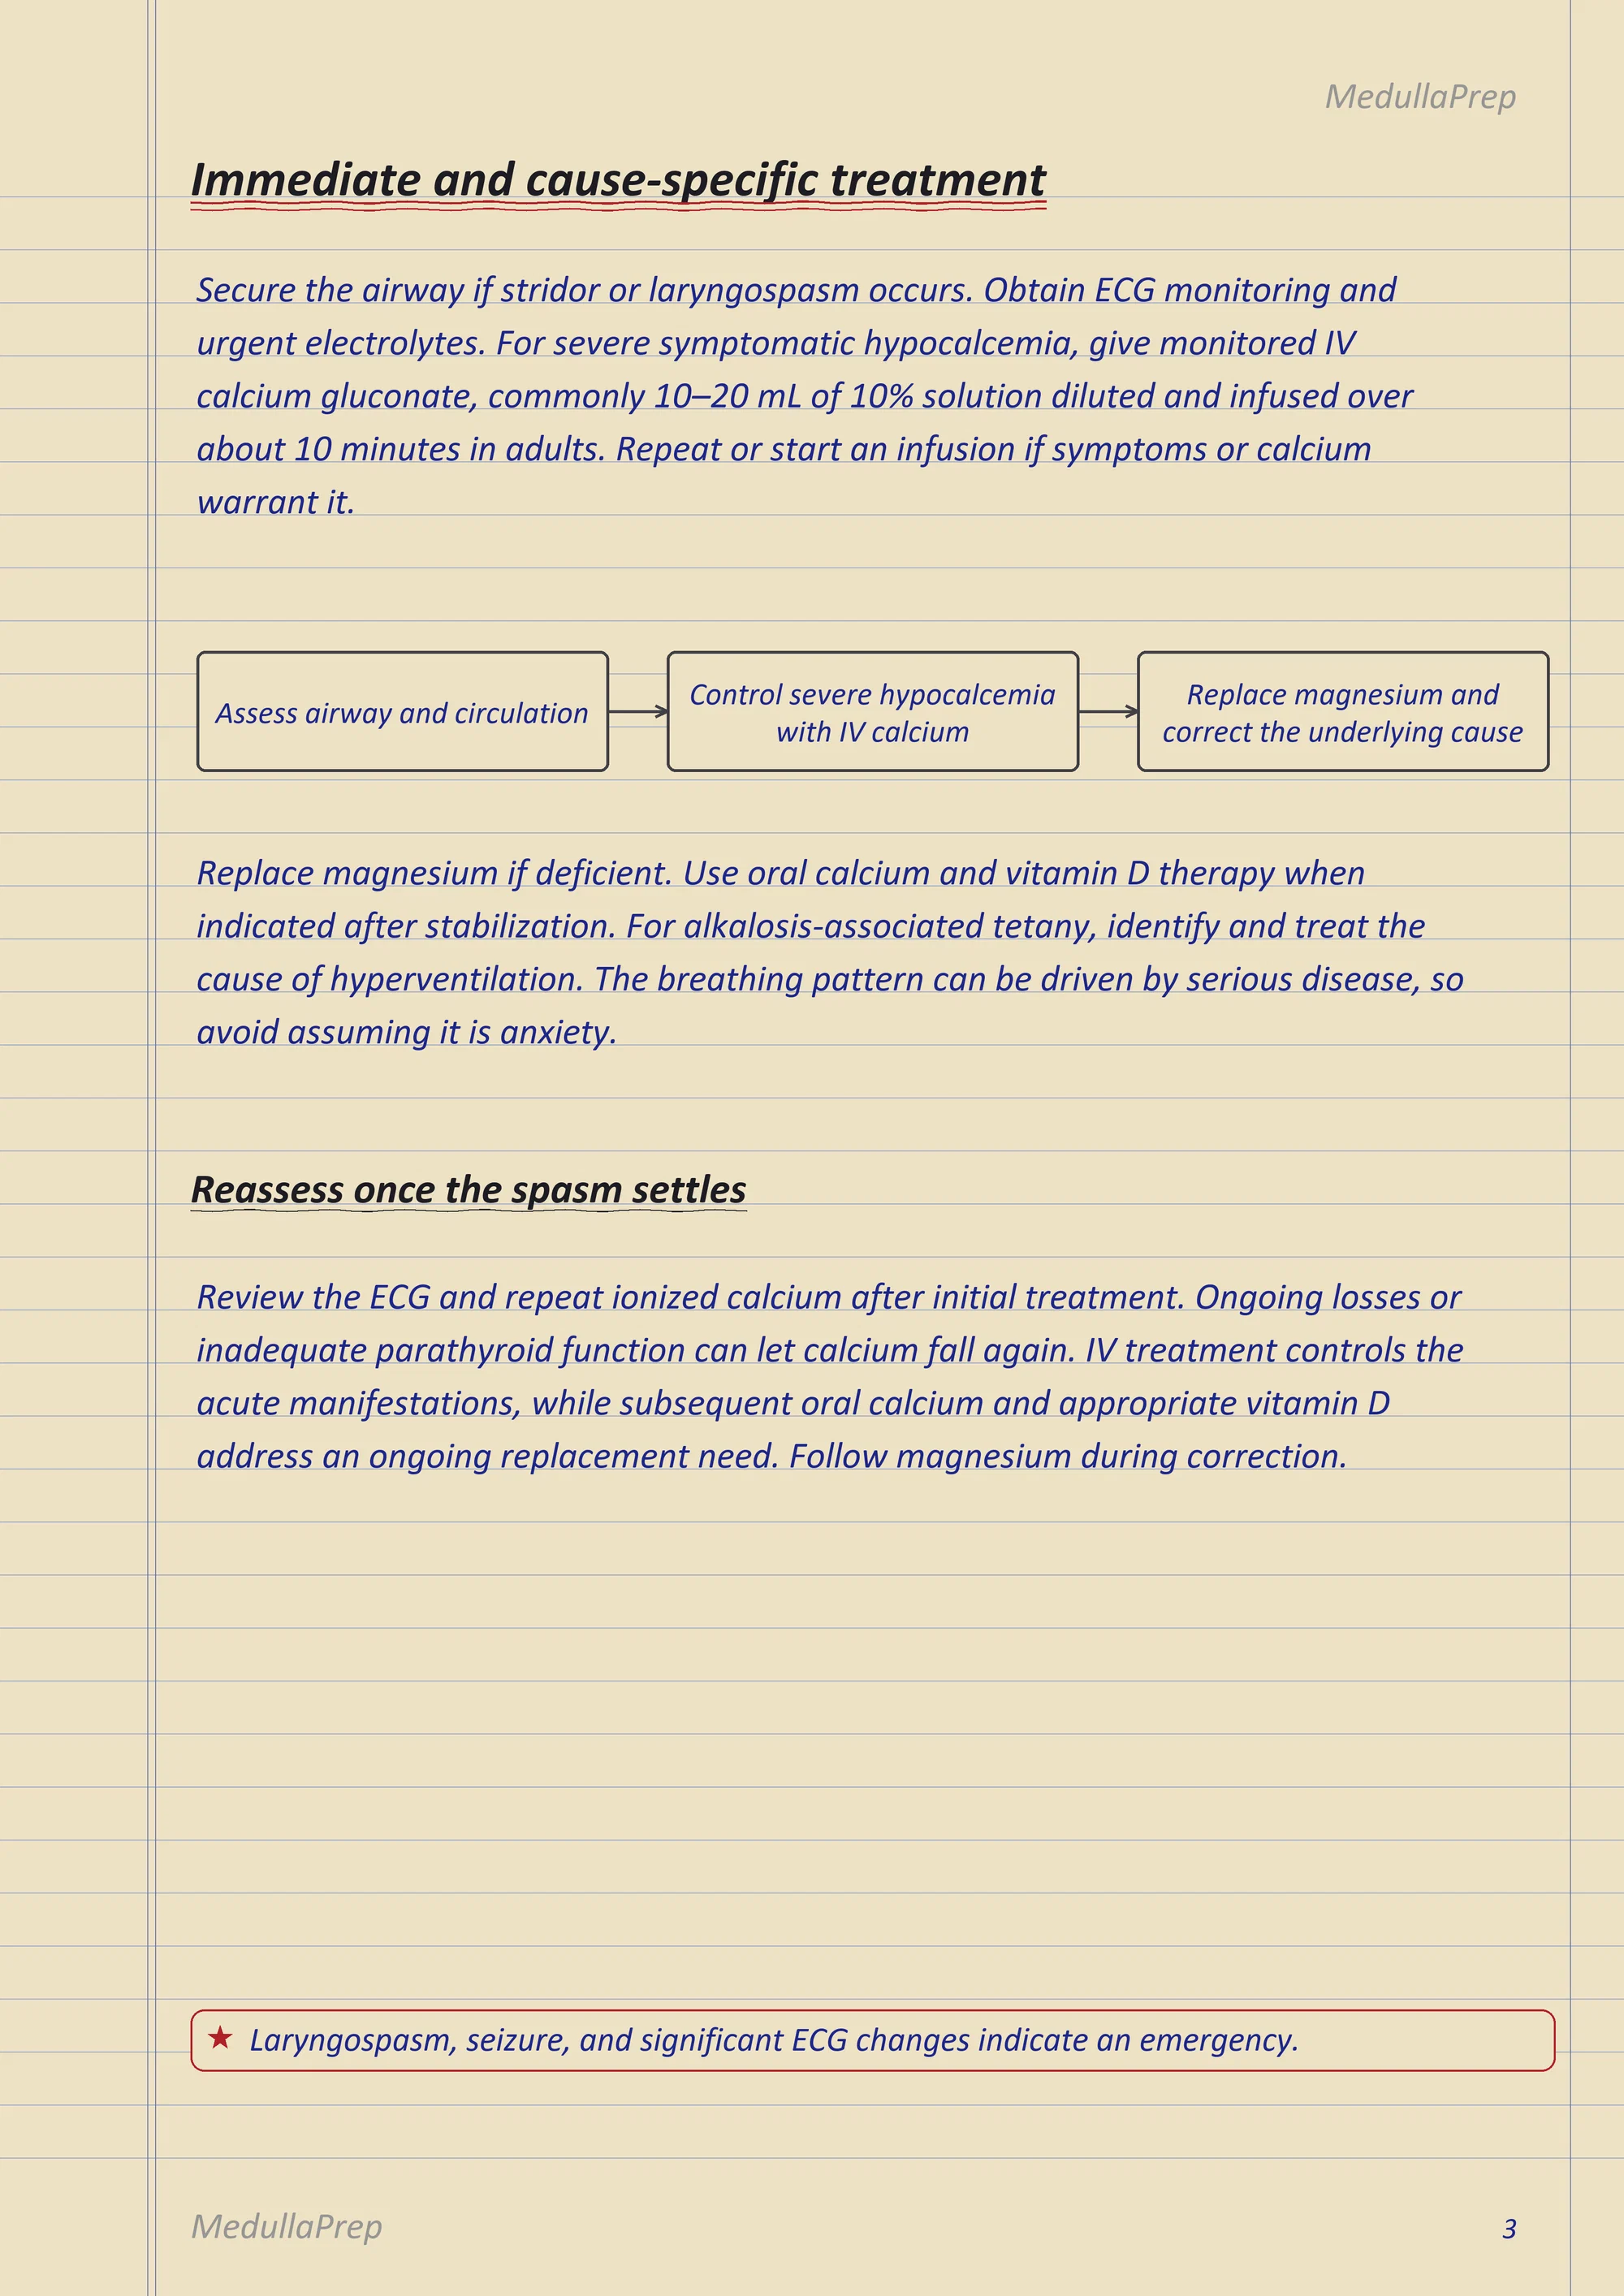 MedullaPrep
Immediate and cause-specific treatment
Secure the airway if stridor or laryngospasm occurs. Obtain ECG monitoring and
urgent electrolytes. For severe symptomatic hypocalcemia, give monitored IV
calcium gluconate, commonly 10–20 mL of 10% solution diluted and infused over
about 10 minutes in adults. Repeat or start an infusion if symptoms or calcium
warrant it.
Assess airway and circulation
Control severe hypocalcemia
with IV calcium
Replace magnesium and
correct the underlying cause
Replace magnesium if deficient. Use oral calcium and vitamin D therapy when
indicated after stabilization. For alkalosis-associated tetany, identify and treat the
cause of hyperventilation. The breathing pattern can be driven by serious disease, so
avoid assuming it is anxiety.
Reassess once the spasm settles
Review the ECG and repeat ionized calcium after initial treatment. Ongoing losses or
inadequate parathyroid function can let calcium fall again. IV treatment controls the
acute manifestations, while subsequent oral calcium and appropriate vitamin D
address an ongoing replacement need. Follow magnesium during correction.
★ Laryngospasm, seizure, and significant ECG changes indicate an emergency.
MedullaPrep
3